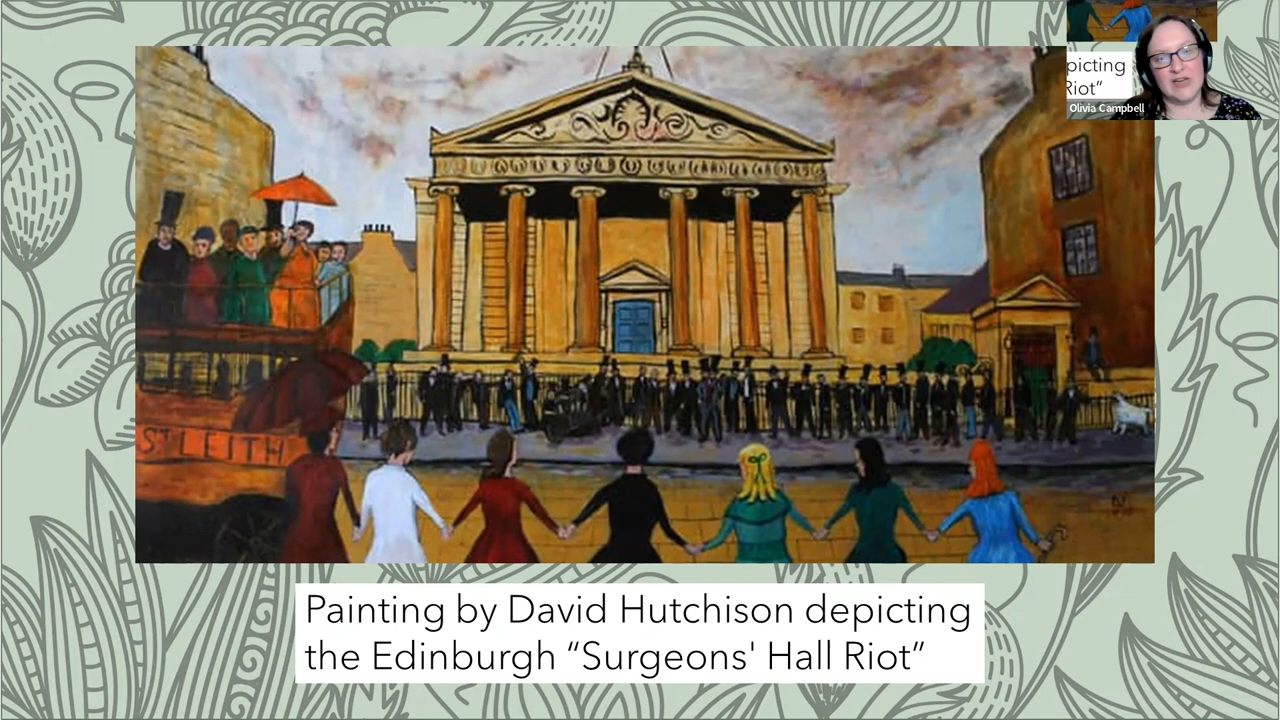 picting
Riot”
Olivia Campbell
ST LEITH
Painting by David Hutchison depicting
the Edinburgh “Surgeons' Hall Riot”